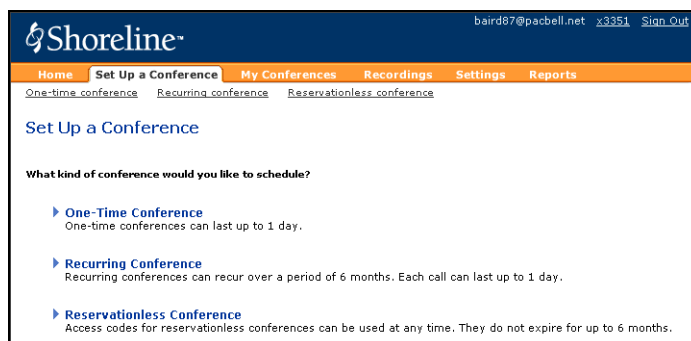 baird87@pacbell.net x3351 Sign Out
Shoreline™
Home Set Up a Conference My Conferences Recordings Settings Reports
One-time conference Recurring conference Reservationless conference
Set Up a Conference
What kind of conference would you like to schedule?
One-Time Conference
One-time conferences can last up to 1 day.
Recurring Conference
Recurring conferences can recur over a period of 6 months. Each call can last up to 1 day.
Reservationless Conference
Access codes for reservationless conferences can be used at any time. They do not expire for up to 6 months.